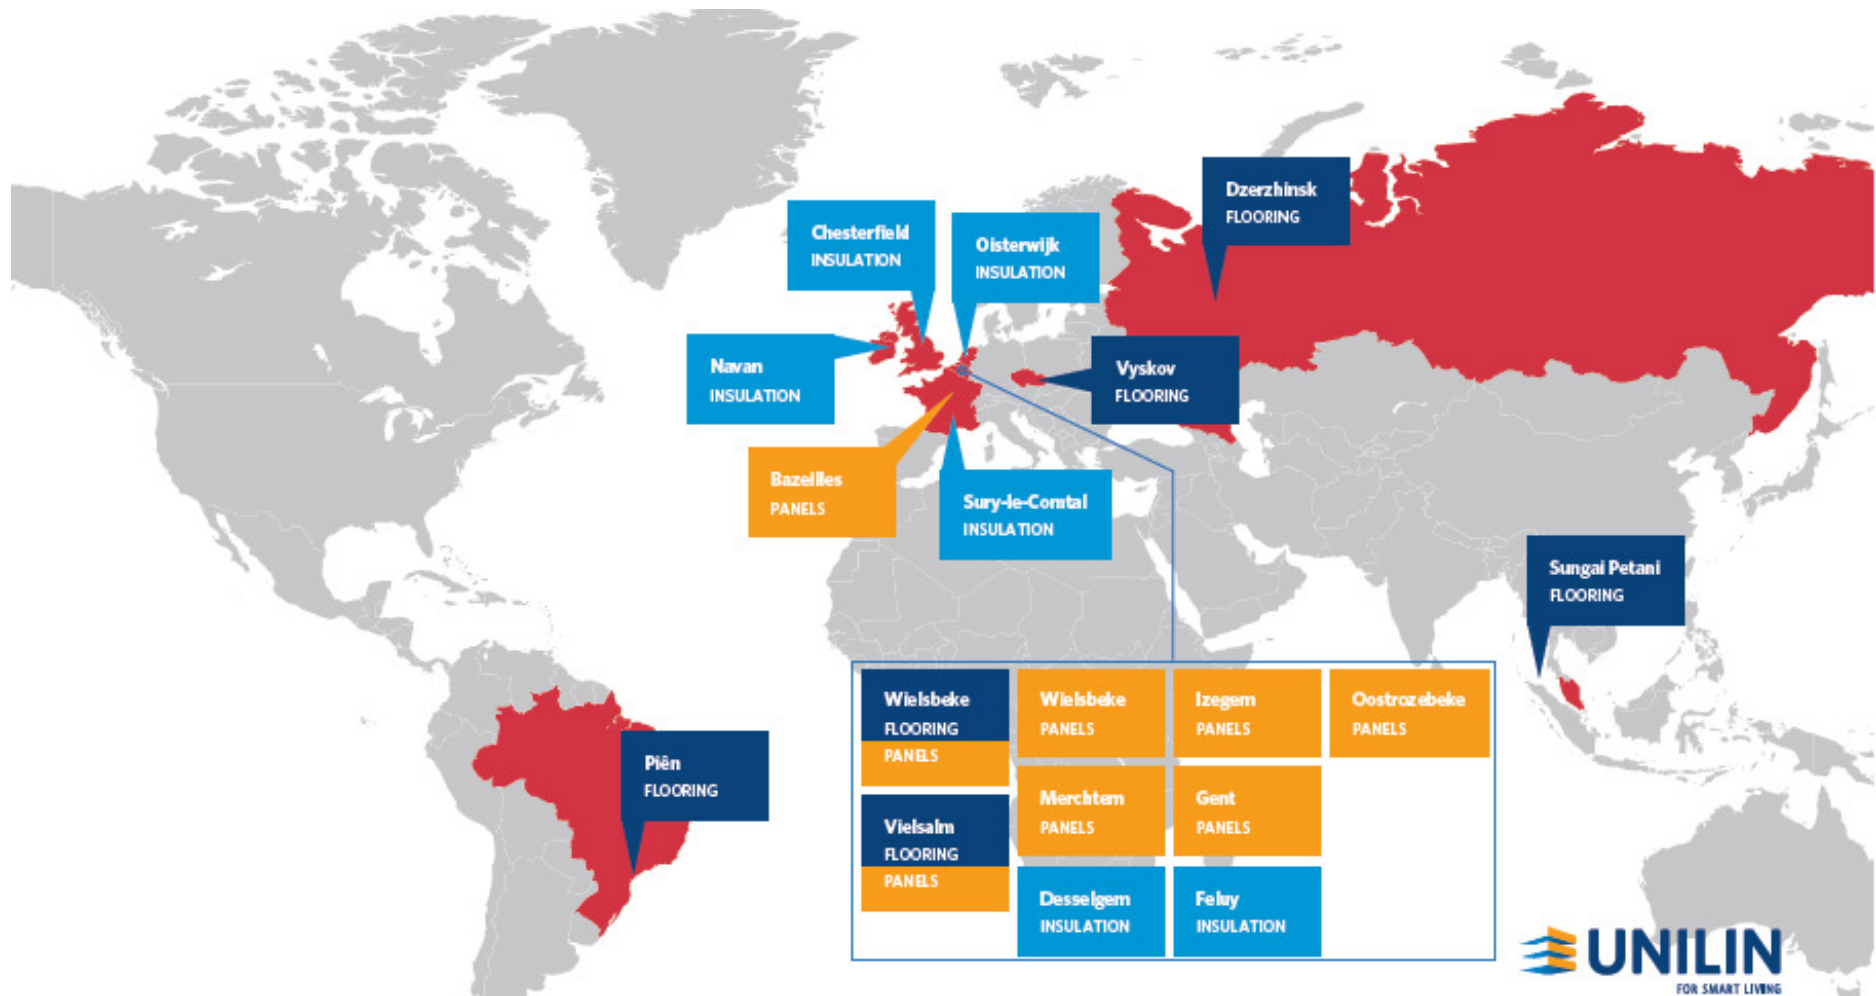 Dzerzhinsk
FLOORING
Chesterfield
INSULATION
Oisterwijk
INSULATION
Navan
INSULATION
Vyskov
FLOORING
Bazeilles
PANELS
Sury-le-Comtal
INSULATION
Sungai Petani
FLOORING
Piên
FLOORING
Wielsbeke
FLOORING
PANELS
Wielsbeke
PANELS
Izegem
PANELS
Oostrozebeke
PANELS
Vielsalm
FLOORING
PANELS
Merchtem
PANELS
Gent
PANELS
Desselgem
INSULATION
Feluy
INSULATION
UNILIN
FOR SMART LIVING